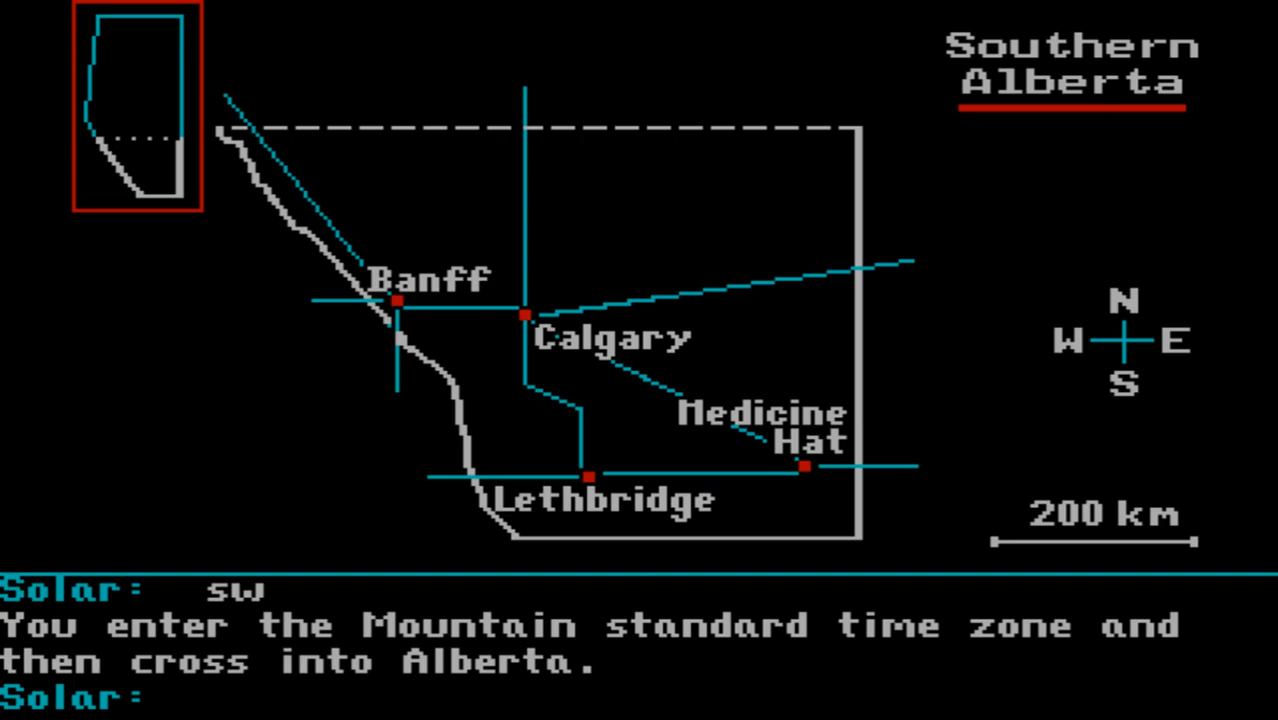 Southern
Alberta
Banff
Calgary
Medicine
Hat
Lethbridge
N
W E
S
200 km
Solar: sw
You enter the Mountain standard time zone and
then cross into Alberta.
Solar: